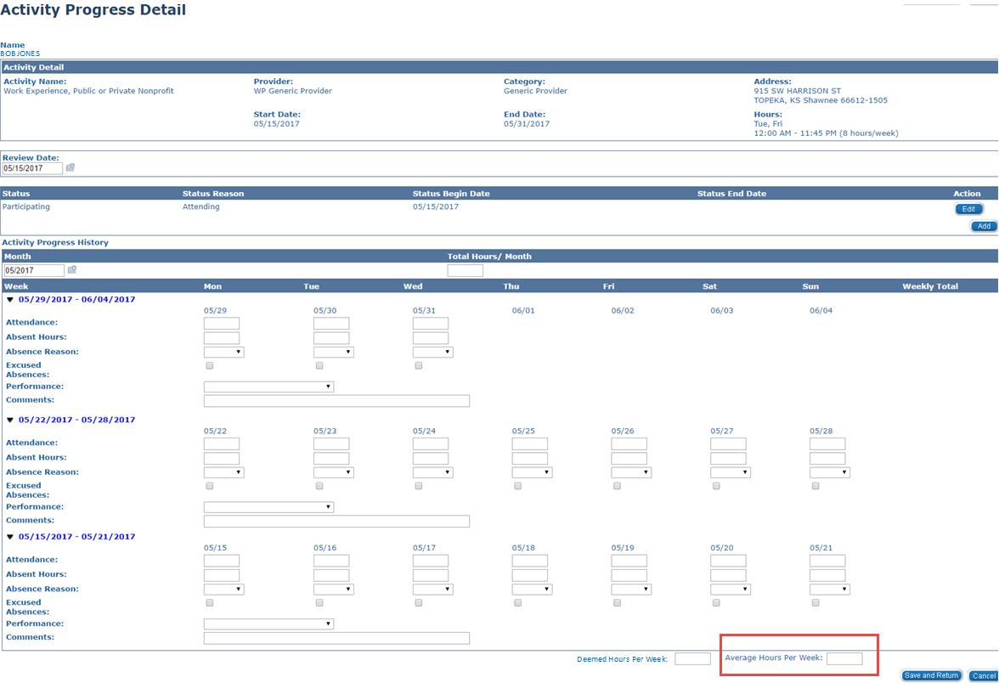 Activity Progress Detail
Name
BOBJONES
Activity Detail
Activity Name: Provider: Category: Address:
Work Experience, Public or Private Nonprofit WP Generic Provider Generic Provider 915 SW HARRISON ST
TOPEKA, KS Shawnee 66612-1505
Start Date: End Date: Hours:
05/15/2017 05/31/2017 Tue, Fri
12:00 AM - 11:45 PM (8 hours/week)
Review Date:
05/15/2017
Status Status Reason Status Begin Date Status End Date Action
Participating Attending 05/15/2017 Edit
Add
Activity Progress History
Month Total Hours/ Month
05/2017
Week Mon Tue Wed Thu Fri Sat Sun Weekly Total
05/29/2017 - 06/04/2017
05/29 05/30 05/31 06/01 06/02 06/03 06/04
Attendance:
Absent Hours:
Absence Reason:
Excused
Absences:
Performance:
Comments:
05/22/2017 - 05/28/2017
05/22 05/23 05/24 05/25 05/26 05/27 05/28
Attendance:
Absent Hours:
Absence Reason:
Excused
Absences:
Performance:
Comments:
05/15/2017 - 05/21/2017
05/15 05/16 05/17 05/18 05/19 05/20 05/21
Attendance:
Absent Hours:
Absence Reason:
Excused
Absences:
Performance:
Comments:
Deemed Hours Per Week: Average Hours Per Week:
Save and Return Cancel